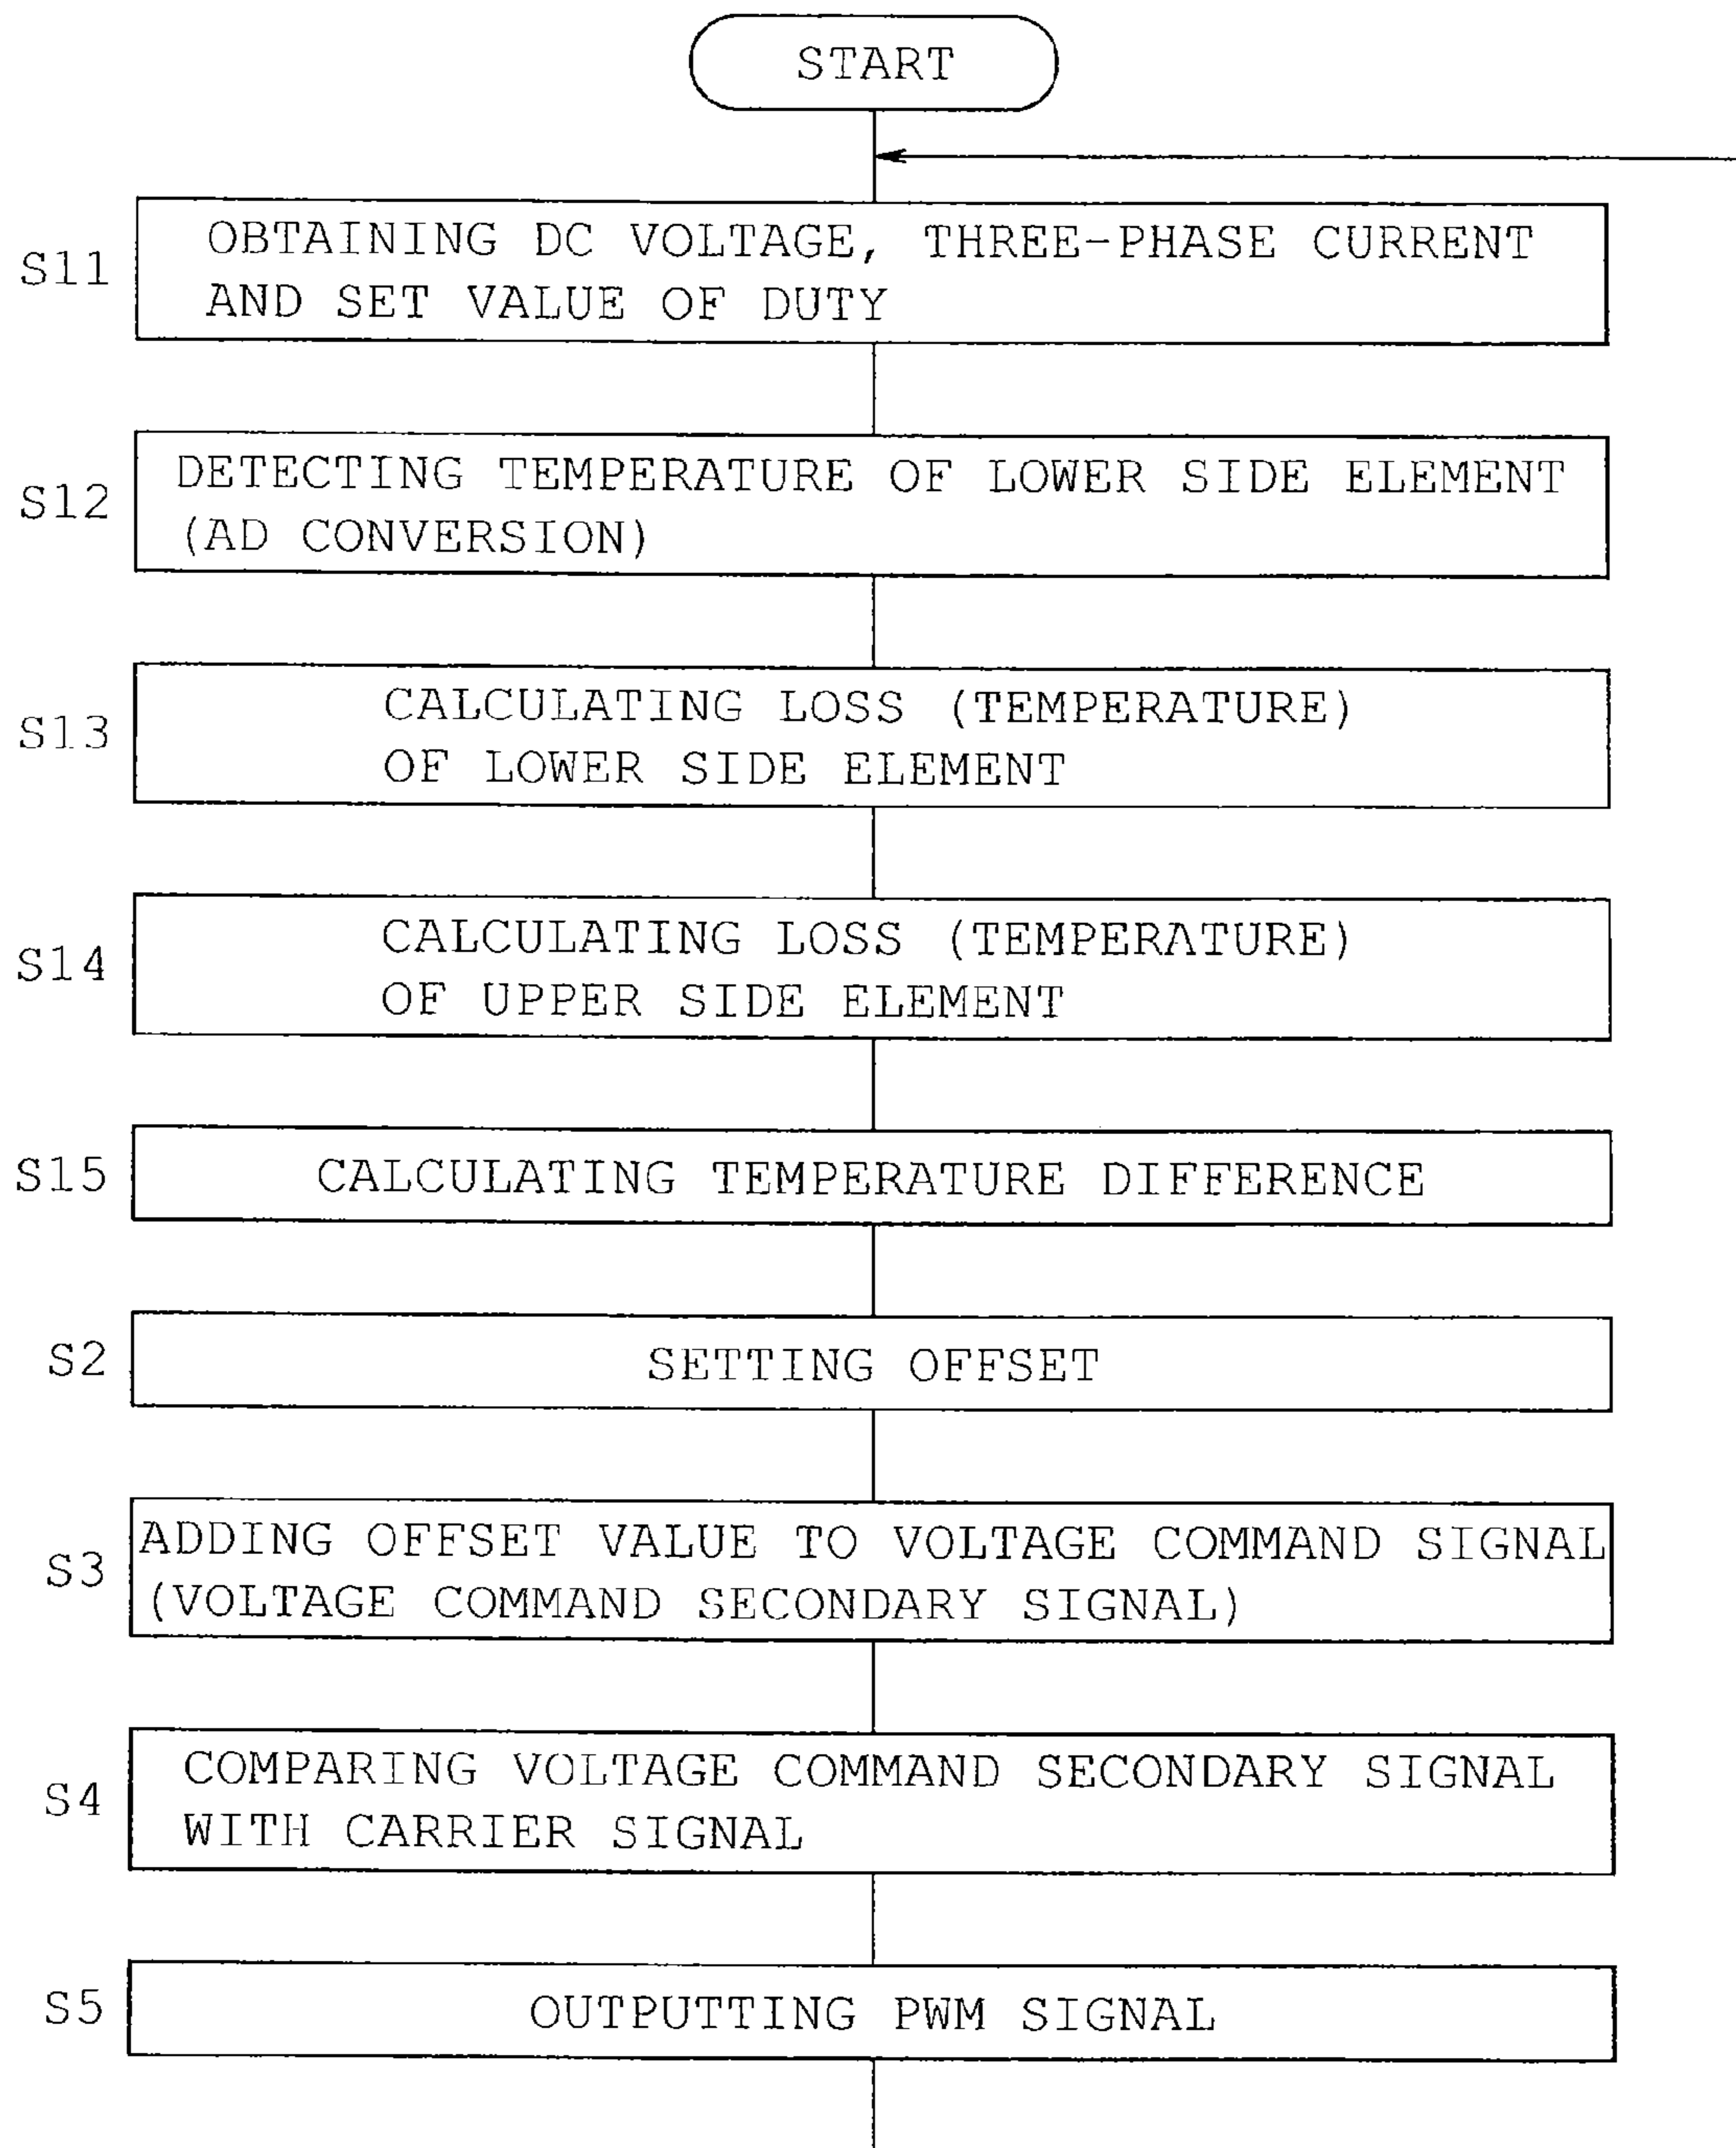 START
S11
OBTAINING DC VOLTAGE, THREE-PHASE CURRENT
AND SET VALUE OF DUTY
S12
DETECTING TEMPERATURE OF LOWER SIDE ELEMENT
(AD CONVERSION)
S13
CALCULATING LOSS (TEMPERATURE)
OF LOWER SIDE ELEMENT
S14
CALCULATING LOSS (TEMPERATURE)
OF UPPER SIDE ELEMENT
S15
CALCULATING TEMPERATURE DIFFERENCE
S2
SETTING OFFSET
S3
ADDING OFFSET VALUE TO VOLTAGE COMMAND SIGNAL
(VOLTAGE COMMAND SECONDARY SIGNAL)
S4
COMPARING VOLTAGE COMMAND SECONDARY SIGNAL
WITH CARRIER SIGNAL
S5
OUTPUTTING PWM SIGNAL